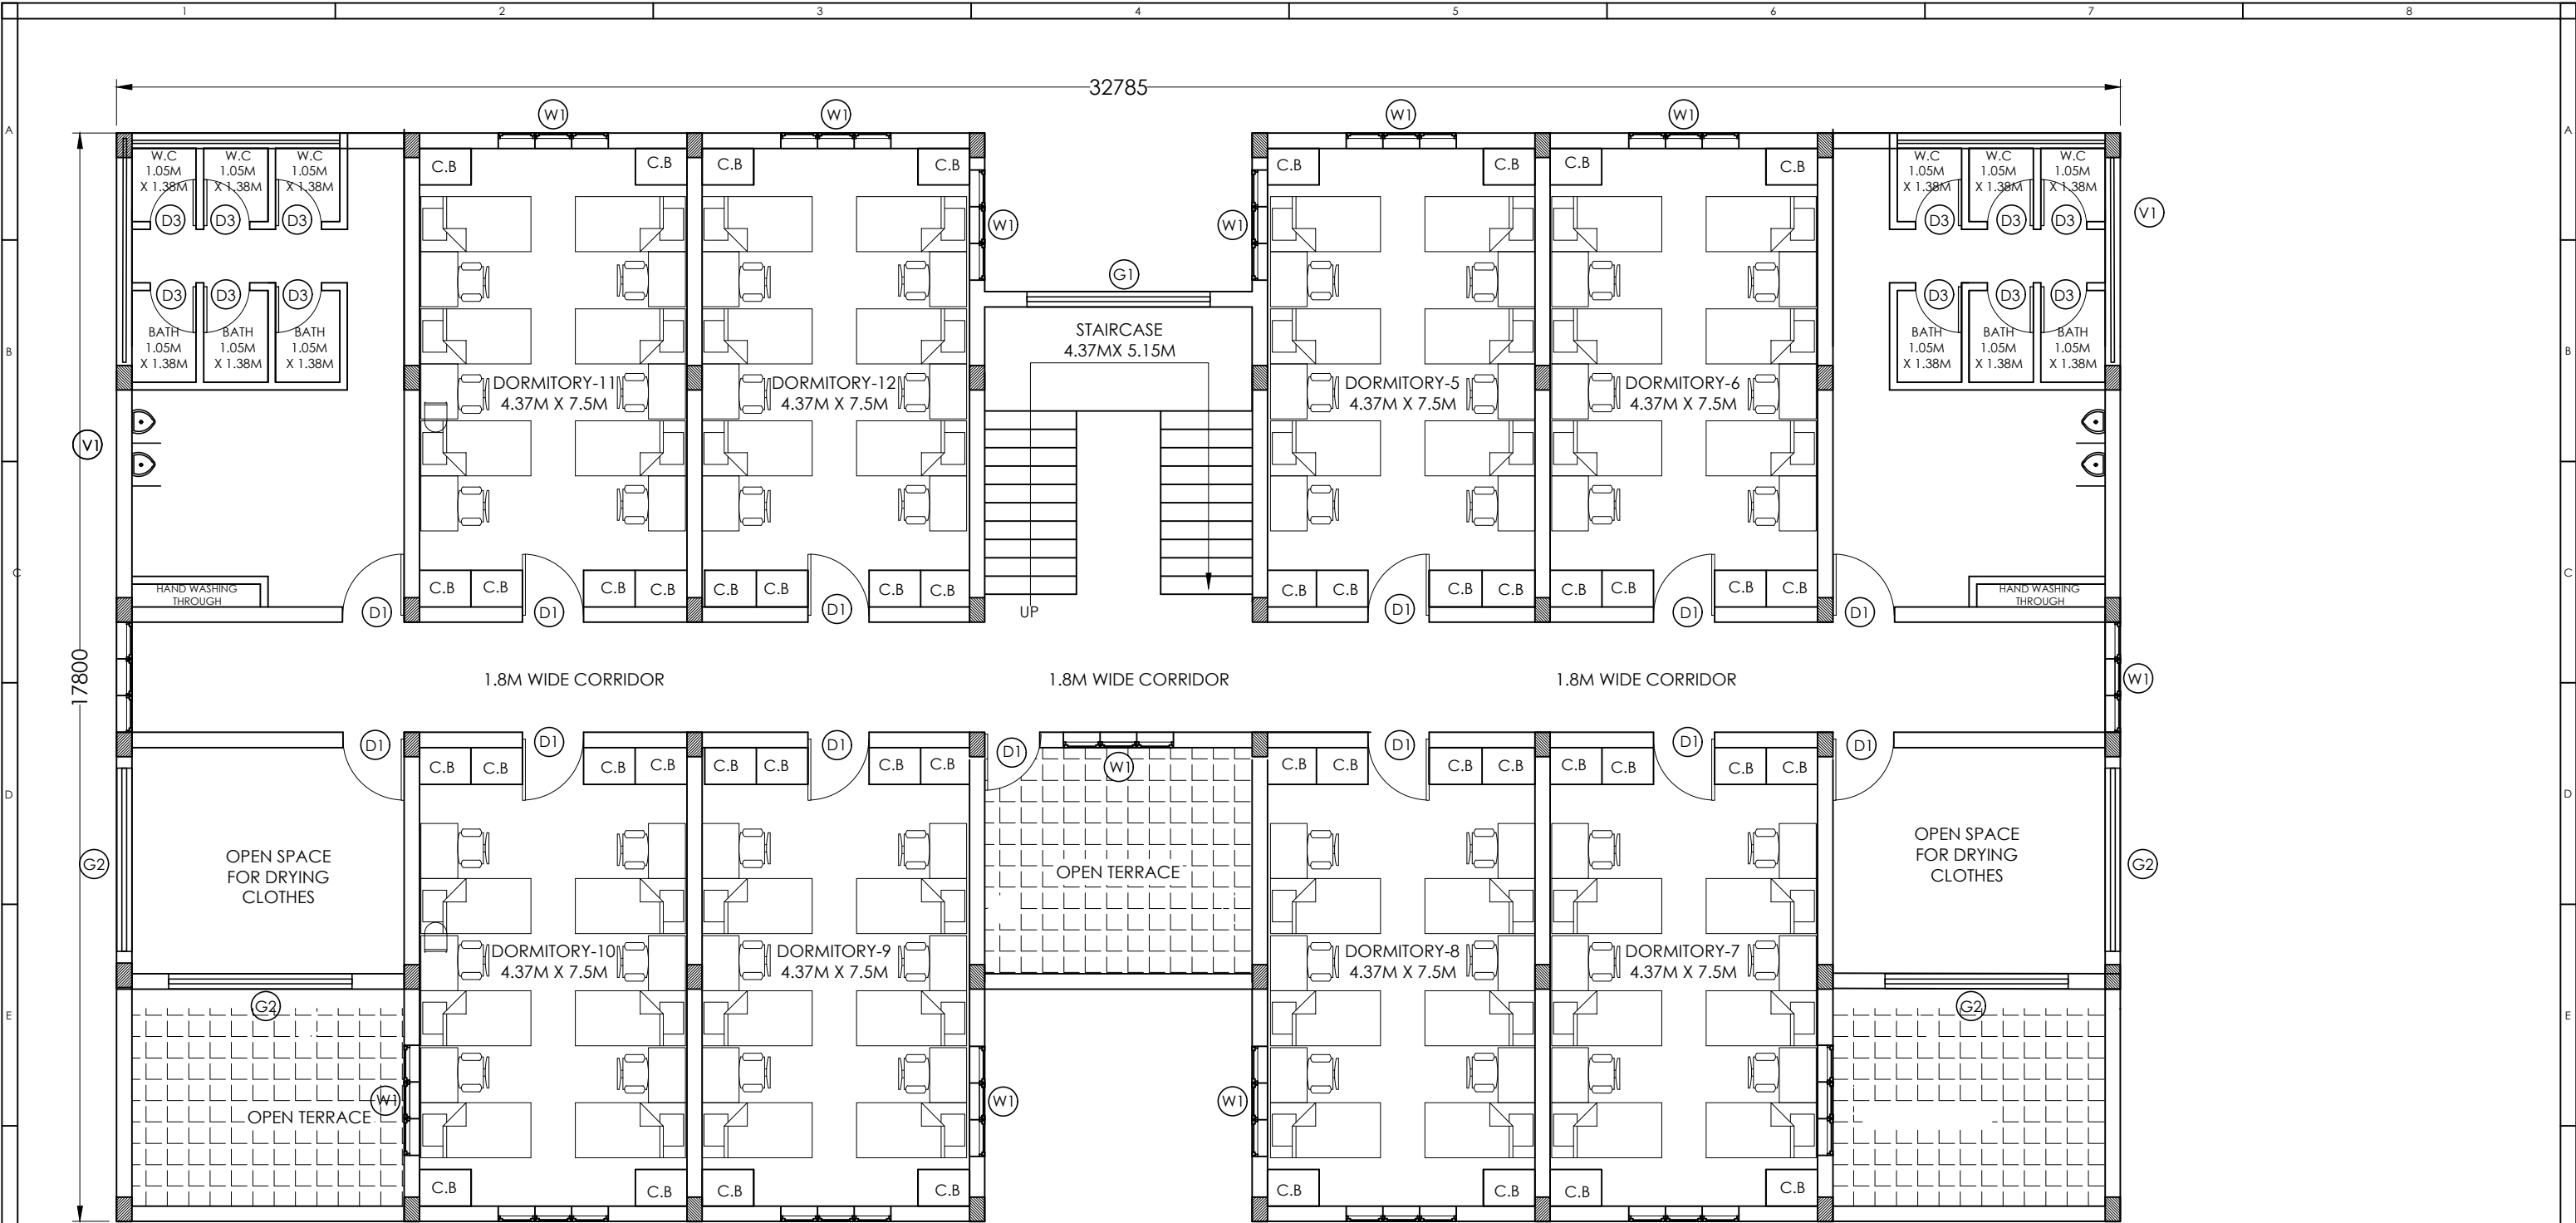 1 2 3 4 5 6 7 8
32785
W1 W1 W1 W1
A A
W.C W.C W.C
1.05M 1.05M 1.05M
X 1.38M X 1.38M X 1.38M
C.B C.B C.B C.B C.B C.B C.B C.B
W.C W.C W.C
1.05M 1.05M 1.05M
X 1.38M X 1.38M X 1.38M
D3 D3 D3 W1 W1 D3 D3 D3 V1
G1
D3 D3 D3 D3 D3 D3
B B
BATH BATH BATH
1.05M 1.05M 1.05M
X 1.38M X 1.38M X 1.38M
STAIRCASE
4.37MX 5.15M
BATH BATH BATH
1.05M 1.05M 1.05M
X 1.38M X 1.38M X 1.38M
DORMITORY-11
4.37M X 7.5M
DORMITORY-12
4.37M X 7.5M
DORMITORY-5
4.37M X 7.5M
DORMITORY-6
4.37M X 7.5M
V1
C C
HAND WASHING
THROUGH
C.B C.B C.B C.B C.B C.B C.B C.B C.B C.B C.B C.B C.B C.B C.B C.B
HAND WASHING
THROUGH
D1 D1 D1 UP D1 D1 D1
17800
1.8M WIDE CORRIDOR 1.8M WIDE CORRIDOR 1.8M WIDE CORRIDOR W1
D1 D1 D1 D1 W1 D1 D1 D1
C.B C.B C.B C.B C.B C.B C.B C.B C.B C.B C.B C.B C.B C.B C.B C.B
D D
G2
OPEN SPACE
FOR DRYING
CLOTHES
OPEN TERRACE
OPEN SPACE
FOR DRYING
CLOTHES
G2
DORMITORY-10
4.37M X 7.5M
DORMITORY-9
4.37M X 7.5M
DORMITORY-8
4.37M X 7.5M
DORMITORY-7
4.37M X 7.5M
E G2 G2 E
OPEN TERRACE W1 W1 W1
C.B C.B C.B C.B C.B C.B C.B C.B